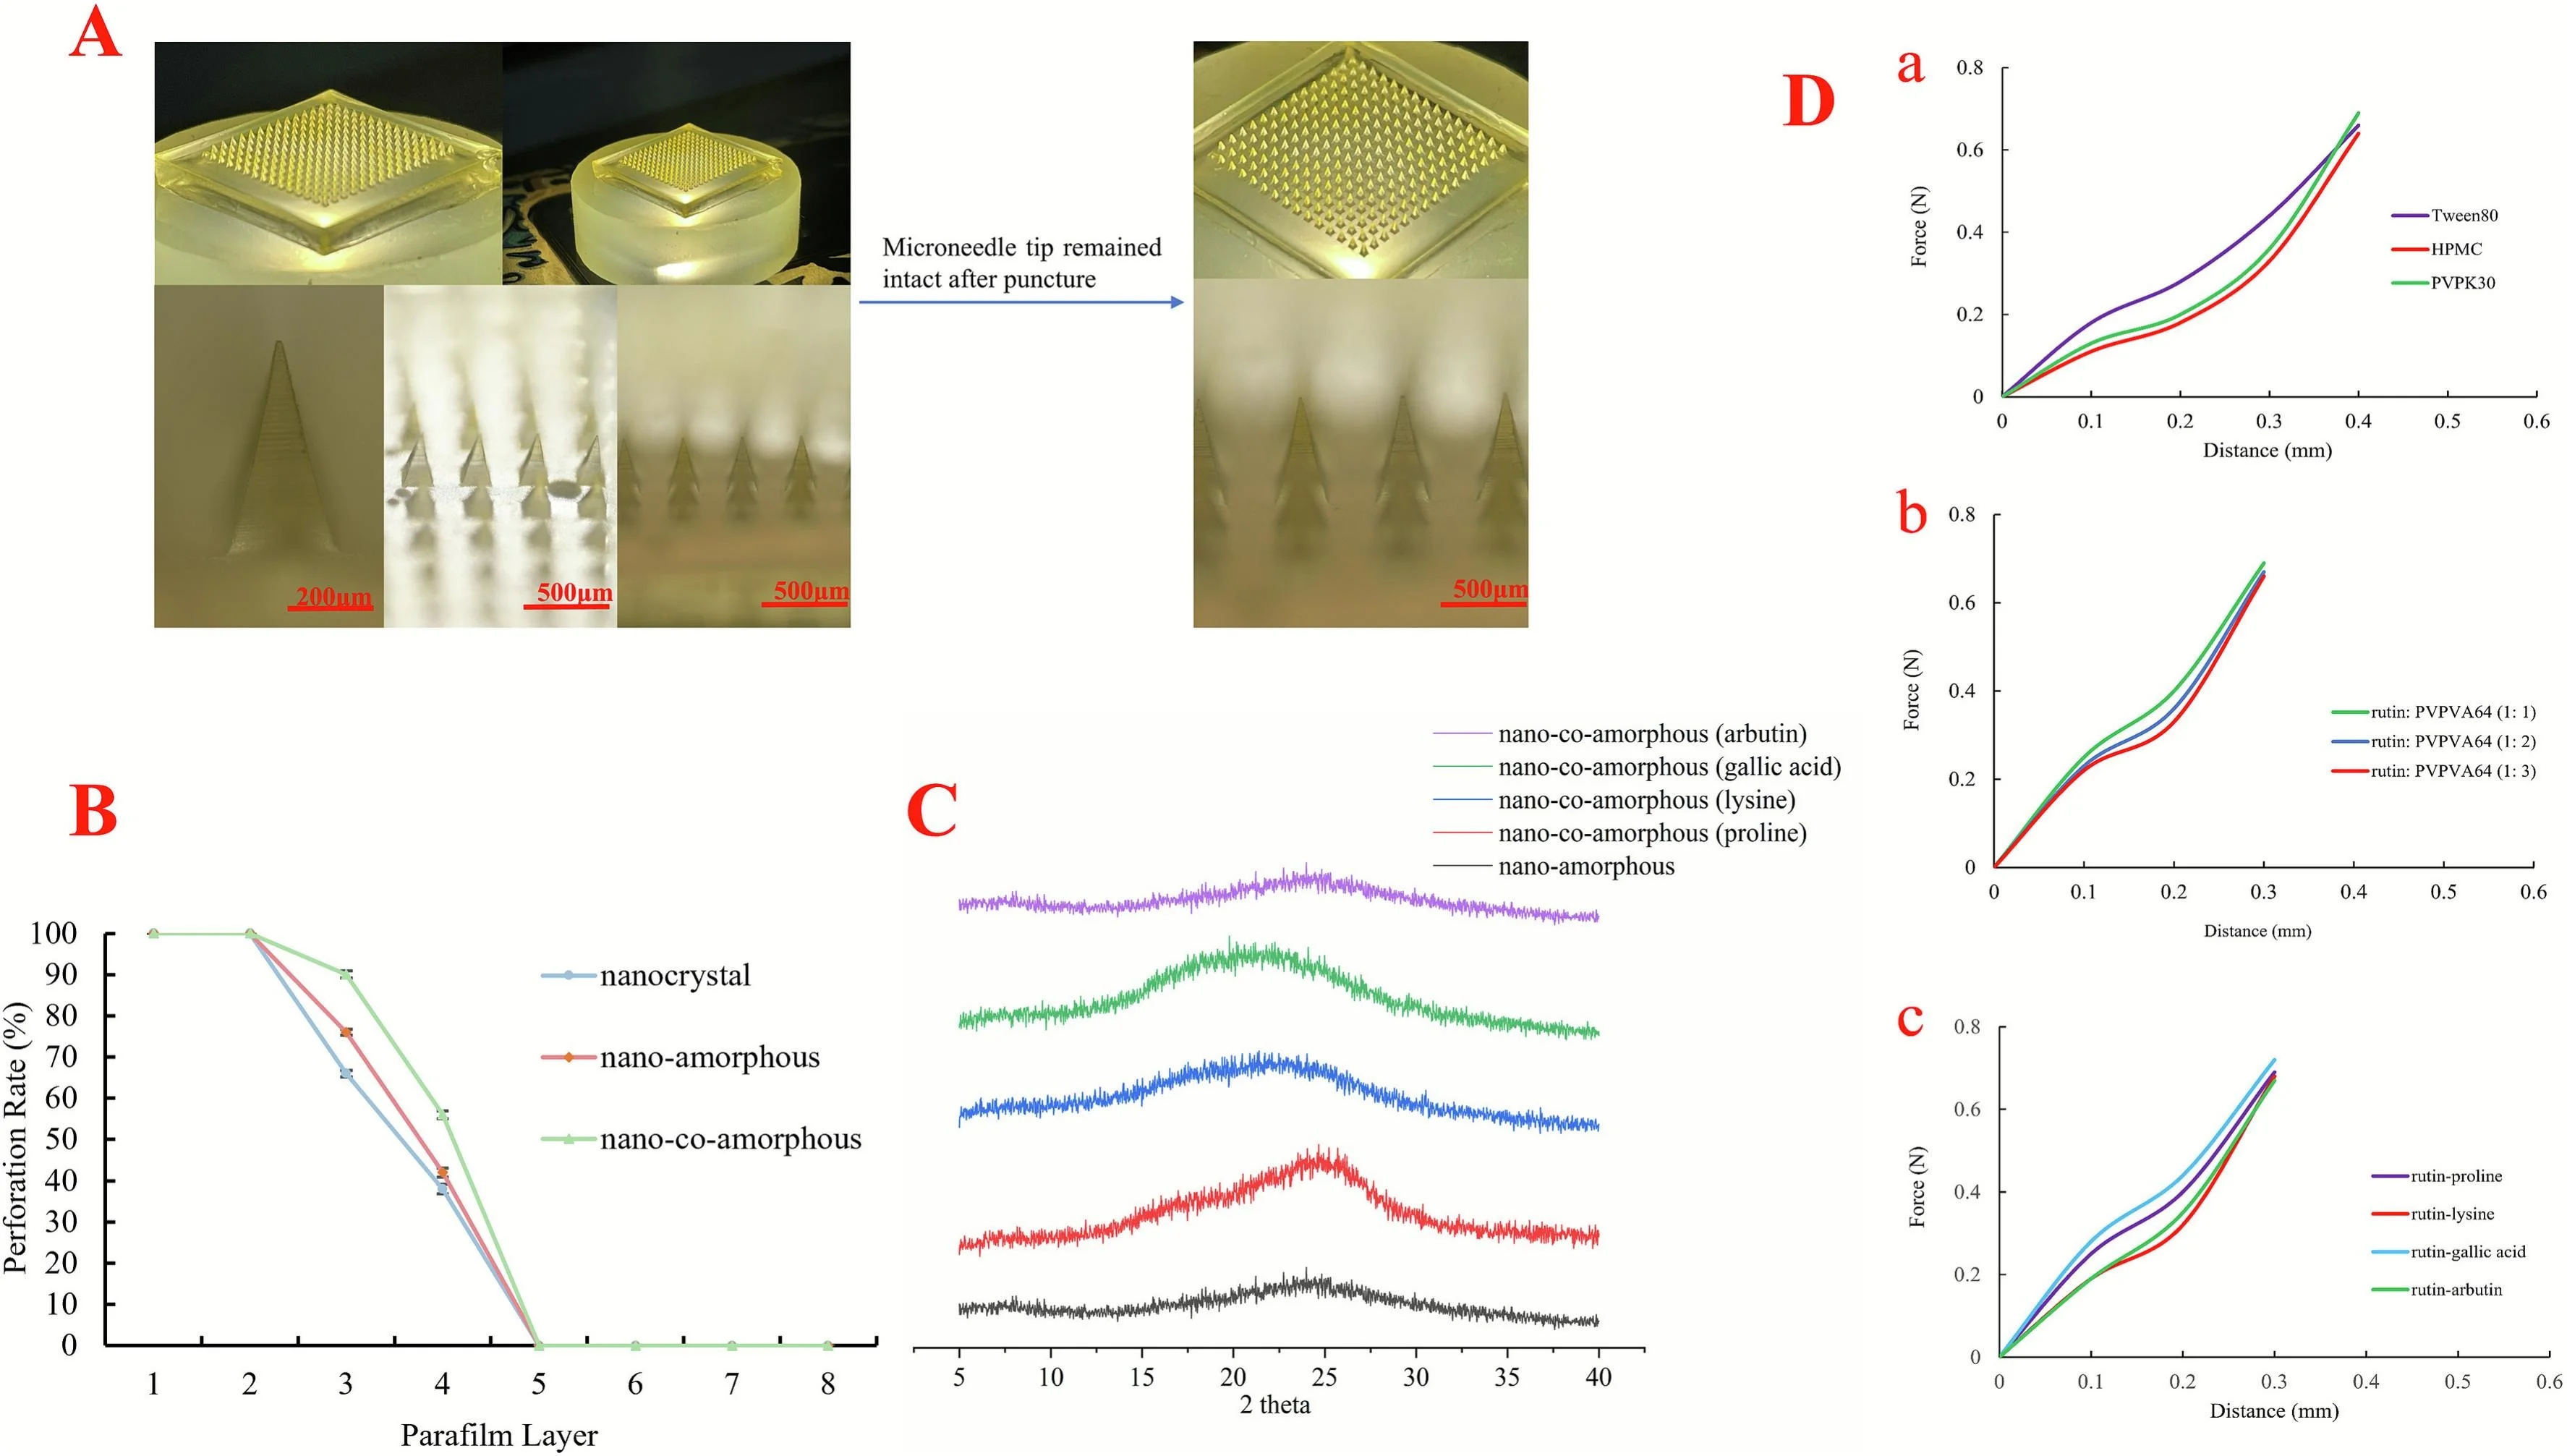 A
Microneedle tip remained
intact after puncture
200μm
500μm
500μm
500μm
B
100
90
80
70
60
50
40
30
20
10
0
1 2 3 4 5 6 7 8
Perforation Rate (%)
Parafilm Layer
nanocrystal
nano-amorphous
nano-co-amorphous
C
nano-co-amorphous (arbutin)
nano-co-amorphous (gallic acid)
nano-co-amorphous (lysine)
nano-co-amorphous (proline)
nano-amorphous
5 10 15 20 25 30 35 40
2 theta
D
a
0.8
0.6
0.4
0.2
0
0 0.1 0.2 0.3 0.4 0.5 0.6
Force (N)
Distance (mm)
Tween80
HPMC
PVPK30
b
0.8
0.6
0.4
0.2
0
0 0.1 0.2 0.3 0.4 0.5 0.6
Force (N)
Distance (mm)
rutin: PVPVA64 (1: 1)
rutin: PVPVA64 (1: 2)
rutin: PVPVA64 (1: 3)
c
0.8
0.6
0.4
0.2
0
0 0.1 0.2 0.3 0.4 0.5 0.6
Force (N)
Distance (mm)
rutin-proline
rutin-lysine
rutin-gallic acid
rutin-arbutin